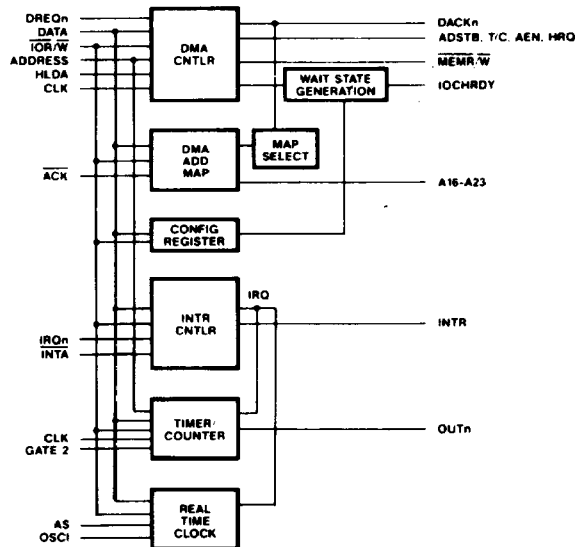 DREQn
DATA
IOR/W
ADDRESS
HLDA
CLK
DMA
CNTLR
DACKn
ADSTB, T/C, AEN, HRQ
MEMR/W
WAIT STATE
GENERATION
IOCHRDY
ACK
DMA
ADD
MAP
MAP
SELECT
A16-A23
CONFIG
REGISTER
IRQ
INTR
CNTLR
INTR
IRQn
INTA
TIMER/
COUNTER
OUTn
CLK
GATE 2
REAL
TIME
CLOCK
AS
OSCI